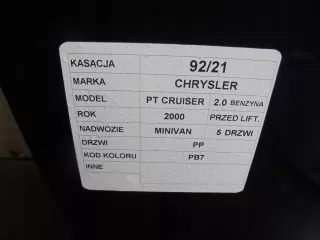 KASACJA 92/21
MARKA CHRYSLER
MODEL PT CRUISER 2.0 BENZYNA
ROK 2000 PRZED LIFT.
NADWOZIE MINIVAN 5 DRZWI
DRZWI PP
KOD KOLORU PB7
INNE